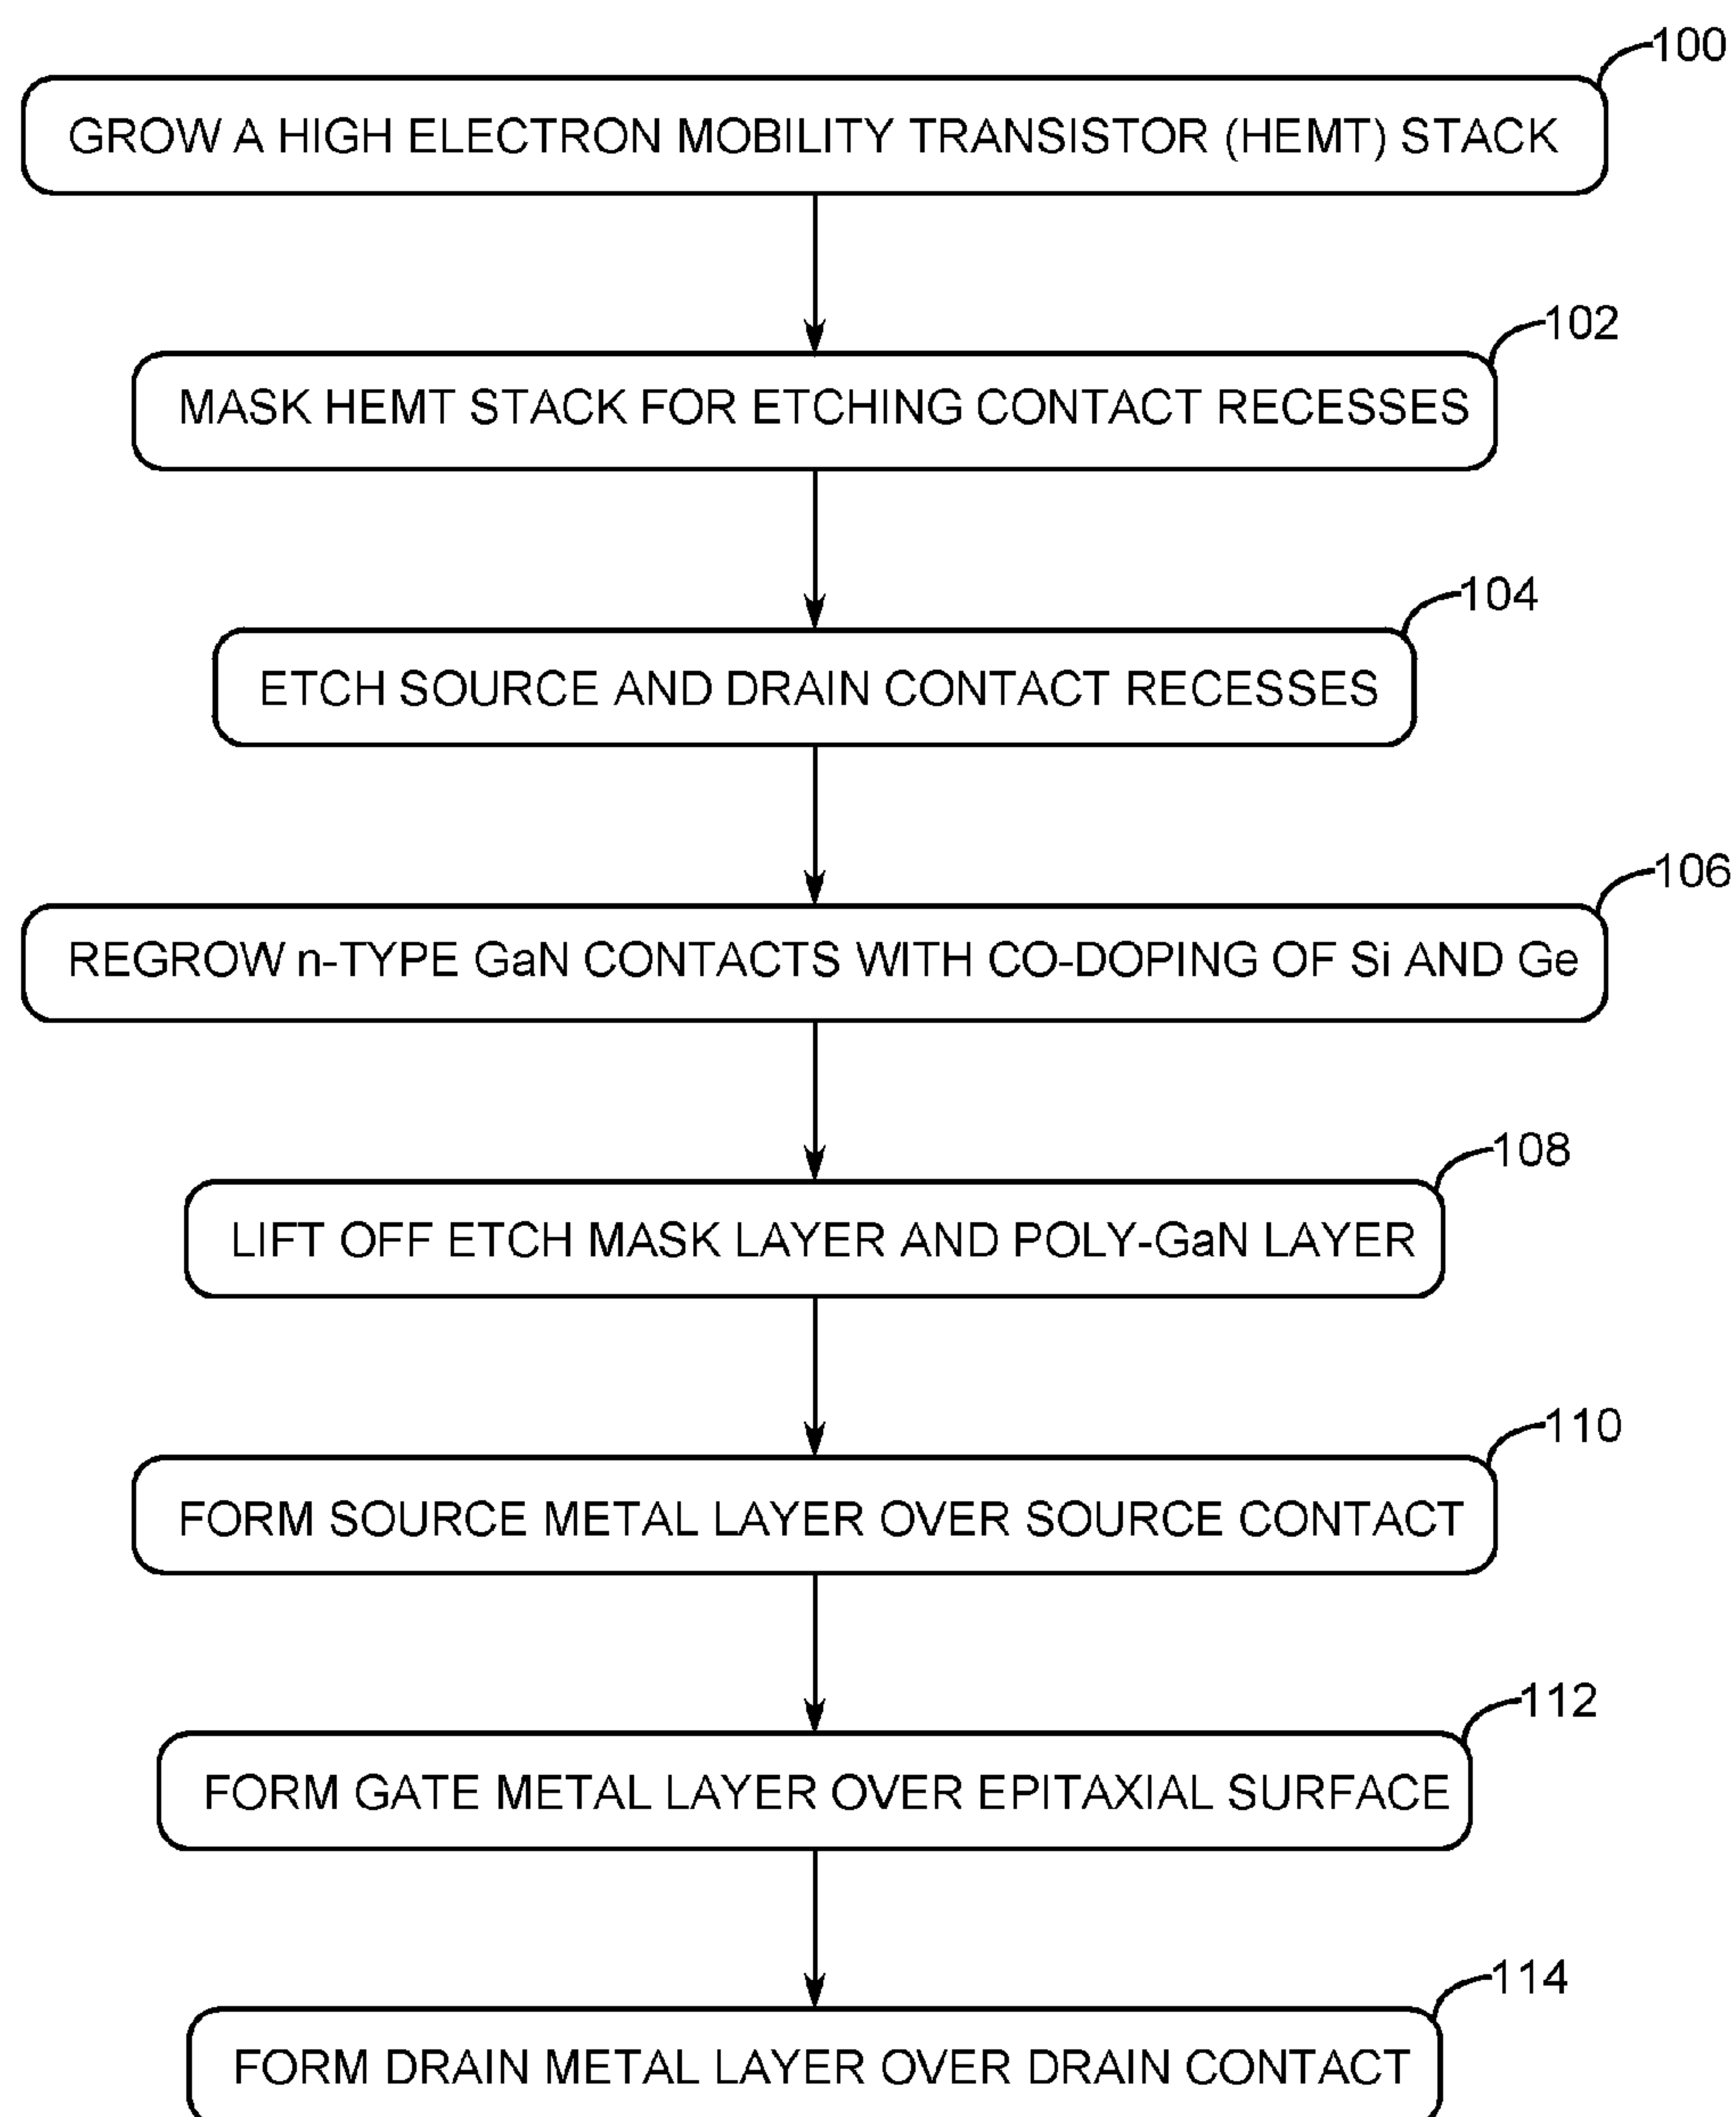 100
GROW A HIGH ELECTRON MOBILITY TRANSISTOR (HEMT) STACK
102
MASK HEMT STACK FOR ETCHING CONTACT RECESSES
104
ETCH SOURCE AND DRAIN CONTACT RECESSES
106
REGROW n-TYPE GaN CONTACTS WITH CO-DOPING OF Si AND Ge
108
LIFT OFF ETCH MASK LAYER AND POLY-GaN LAYER
110
FORM SOURCE METAL LAYER OVER SOURCE CONTACT
112
FORM GATE METAL LAYER OVER EPITAXIAL SURFACE
114
FORM DRAIN METAL LAYER OVER DRAIN CONTACT